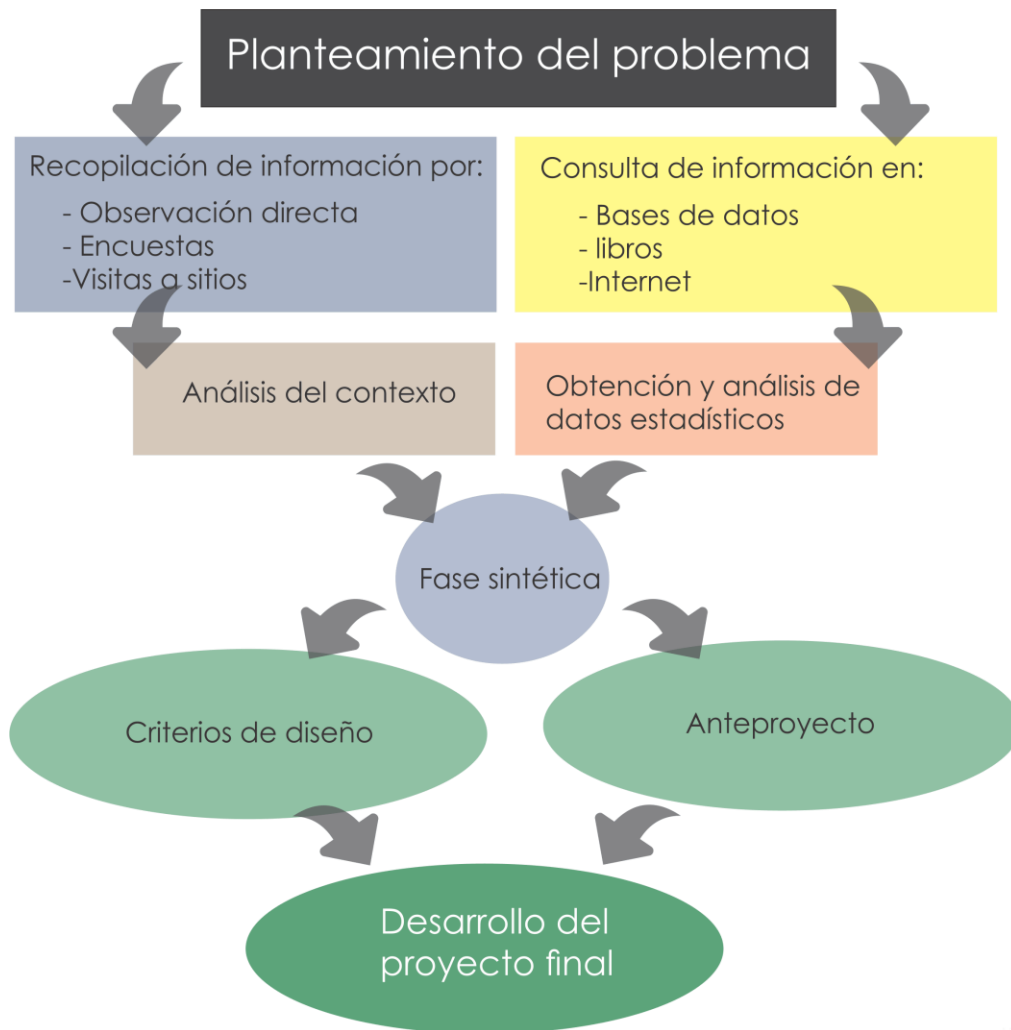 Planteamiento del problema
Recopilación de información por:
- Observación directa
- Encuestas
-Visitas a sitios
Consulta de información en:
- Bases de datos
- libros
-Internet
Análisis del contexto
Obtención y análisis de
datos estadísticos
Fase sintética
Criterios de diseño
Anteproyecto
Desarrollo del
proyecto final